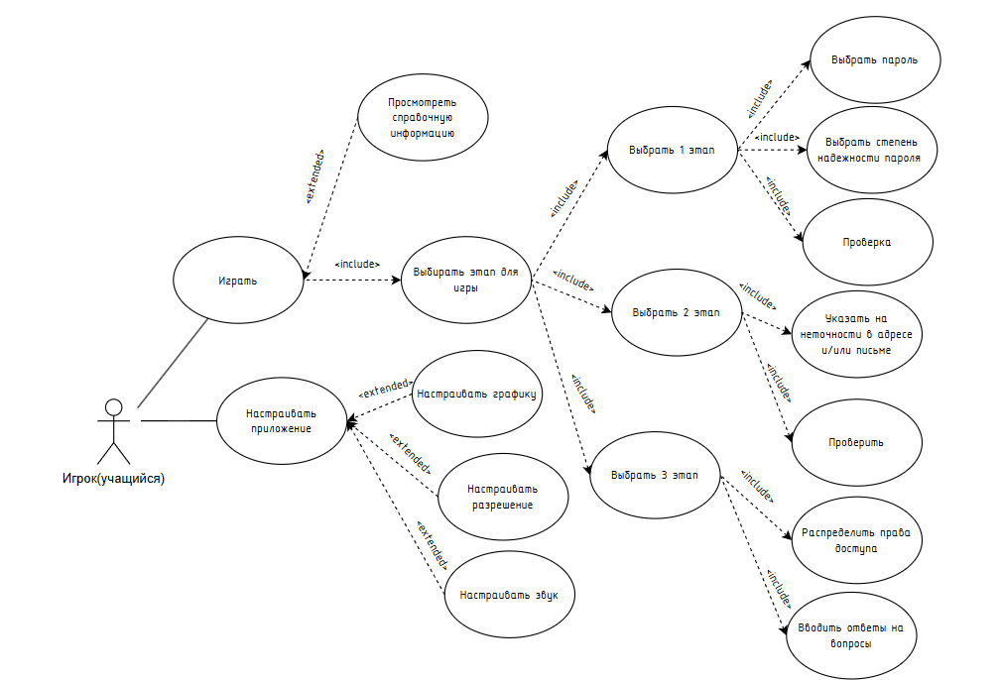 Выбрать пароль
<include>
Просмотреть
справочную
информацию
<include>
Выбрать 1 этап
Выбрать степень
надежности пароля
<extended>
<include>
<include>
Проверка
Играть
<include>
Выбирать этап для
игры
<include>
Выбрать 2 этап
<include>
Указать на
неточности в адресе
и/или письме
<include>
<extended>
Настраивать графику
<include>
Настраивать
приложение
<extended>
Проверить
Игрок(учащийся)
Настраивать
разрешение
Выбрать 3 этап
<include>
<extended>
Распределить права
доступа
Настраивать звук
<include>
Вводить ответы на
вопросы